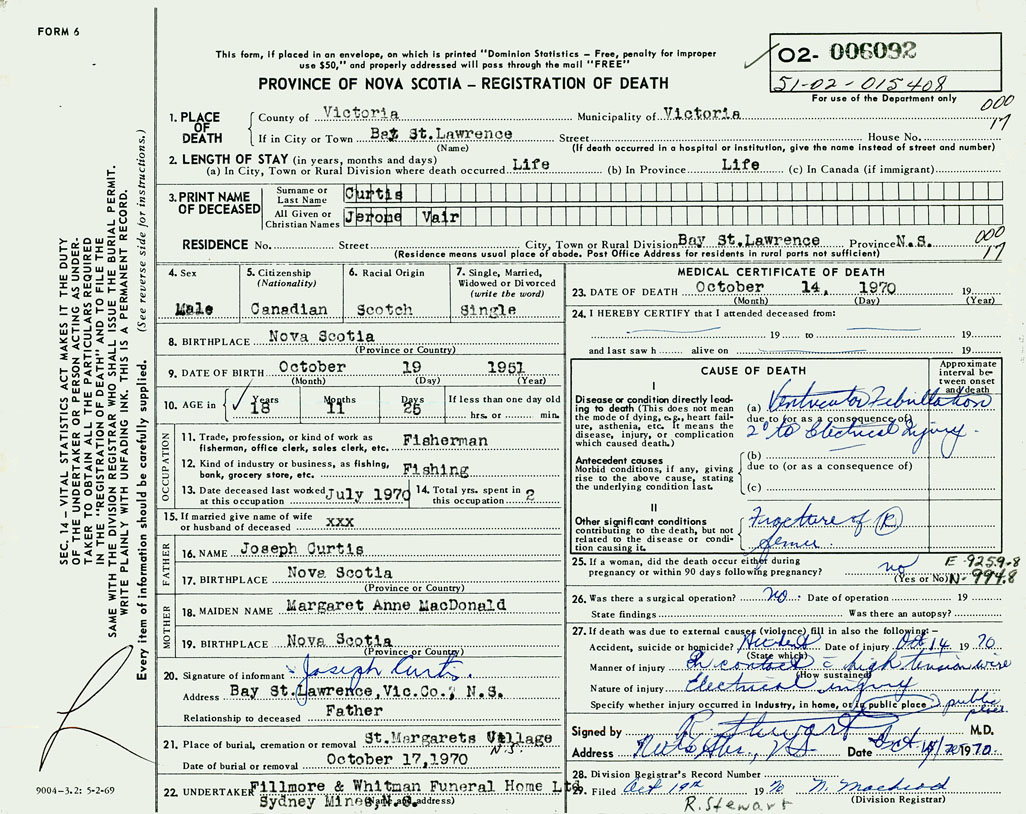 FORM 6
This form, if placed in an envelope, on which is printed "Dominion Statistics – Free, penalty for improper
use $50," and properly addressed will pass through the mail "FREE"
PROVINCE OF NOVA SCOTIA – REGISTRATION OF DEATH
02- 006092
51-02-015408
For use of the Department only
000
17
1. PLACE OF DEATH
County of Victoria Municipality of Victoria
If in City or Town Bay St.Lawrence Street House No.
(Name) (If death occurred in a hospital or institution, give the name instead of street and number)
2. LENGTH OF STAY (in years, months and days)
(a) In City, Town or Rural Division where death occurred Life (b) In Province Life (c) In Canada (if immigrant)
3. PRINT NAME OF DECEASED
Surname or Last Name Curtis
All Given or Christian Names Jerome Vair
RESIDENCE No. Street City, Town or Rural Division Bay St.Lawrence Province N.S.
(Residence means usual place of abode. Post Office Address for residents in rural parts not sufficient)
000
17
4. Sex
Male
5. Citizenship
(Nationality)
Canadian
6. Racial Origin
Scotch
7. Single, Married,
Widowed or Divorced
(write the word)
Single
8. BIRTHPLACE Nova Scotia
(Province or Country)
9. DATE OF BIRTH October 19 1951
(Month) (Day) (Year)
10. AGE in Years Months Days If less than one day old
18 11 25 hrs. or min.
OCCUPATION
11. Trade, profession, or kind of work as
fisherman, office clerk, sales clerk, etc. Fisherman
12. Kind of industry or business, as fishing,
bank, grocery store, etc. Fishing
13. Date deceased last worked
at this occupation July 1970
14. Total yrs. spent in
this occupation 2
15. If married give name of wife
or husband of deceased xxx
FATHER
16. NAME Joseph Curtis
17. BIRTHPLACE Nova Scotia
(Province or Country)
MOTHER
18. MAIDEN NAME Margaret Anne MacDonald
19. BIRTHPLACE Nova Scotia
(Province or Country)
20. Signature of informant Joseph Curtis.
Address Bay St.Lawrence,Vic.Co., N.S.
Relationship to deceased Father
21. Place of burial, cremation or removal St.Margarets Village
N.S.
Date of burial or removal October 17,1970
22. UNDERTAKER Fillmore & Whitman Funeral Home Ltd.
Sydney Mines,N.S.
(Name and address)
MEDICAL CERTIFICATE OF DEATH
23. DATE OF DEATH October 14, 1970 19
(Month) (Day) (Year)
24. I HEREBY CERTIFY that I attended deceased from:
19 to 19
and last saw h alive on 19
CAUSE OF DEATH
Approximate
interval be-
tween onset
and death
I
Disease or condition directly lead-
ing to death (This does not mean
the mode of dying, e.g., heart fail-
ure, asthenia, etc. It means the
disease, injury, or complication
which caused death.)
(a) Ventricular Febullation
due to (or as a consequence of)
2° to Electrical Injury.
Antecedent causes
Morbid conditions, if any, giving
rise to the above cause, stating
the underlying condition last.
(b)
due to (or as a consequence of)
(c)
II
Other significant conditions
contributing to the death, but not
related to the disease or condi-
tion causing it.
Fracture of (R)
femur.
25. If a woman, did the death occur either during
pregnancy or within 90 days following pregnancy? no
(Yes or No)
E 9259-8
N- 994.8
26. Was there a surgical operation? no. Date of operation 19
State findings Was there an autopsy?
27. If death was due to external causes (violence) fill in also the following: –
Accident, suicide or homicide? Accident Date of injury Oct 14 1970
(State which)
Manner of injury In contact c̄ high tension wire
(How sustained)
Nature of injury Electrical injury
Specify whether injury occurred in industry, in home, or in public place public
place
Signed by R. Stewart M.D.
Address Date Oct 1970.
28. Division Registrar's Record Number
29. Filed Oct 19th 1970 N. Macleod
(Division Registrar)
R. Stewart
SEC. 14 – VITAL STATISTICS ACT MAKES IT THE DUTY
OF THE UNDERTAKER OR PERSON ACTING AS UNDER-
TAKER TO OBTAIN ALL THE PARTICULARS REQUIRED
IN THE "REGISTRATION OF DEATH" AND TO FILE THE
SAME WITH THE DIVISION REGISTRAR WHO SHALL ISSUE THE BURIAL PERMIT.
WRITE PLAINLY WITH UNFADING INK. THIS IS A PERMANENT RECORD.
Every item of information should be carefully supplied. (See reverse side for instructions.)
9004-3.2: 5-2-69